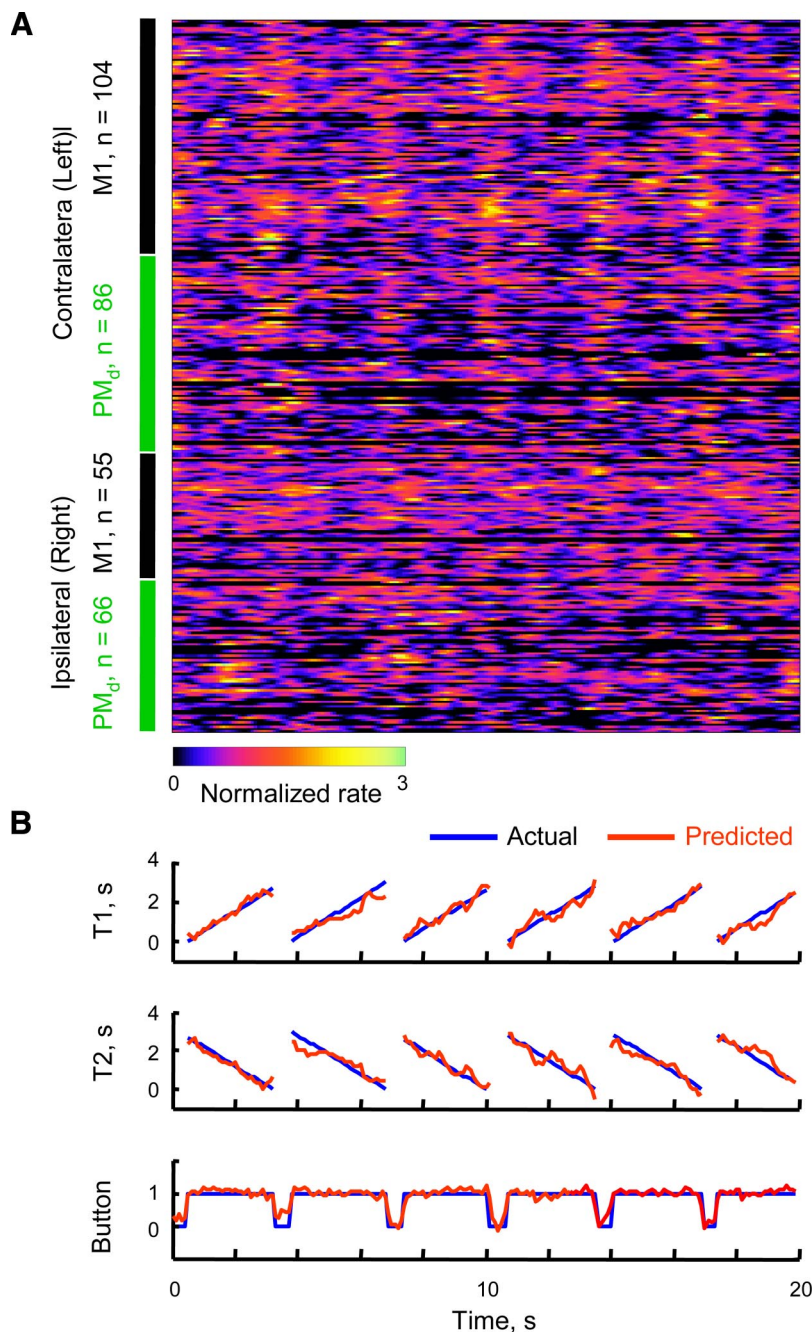 A
Contralatera (Left)l
M1, n = 104
PMd, n = 86
Ipsilateral (Right)
M1, n = 55
PMd, n = 66
0
3
Normalized rate
B
Actual
Predicted
T1, s
4
2
0
T2, s
4
2
0
Button
1
0
0
10
20
Time, s